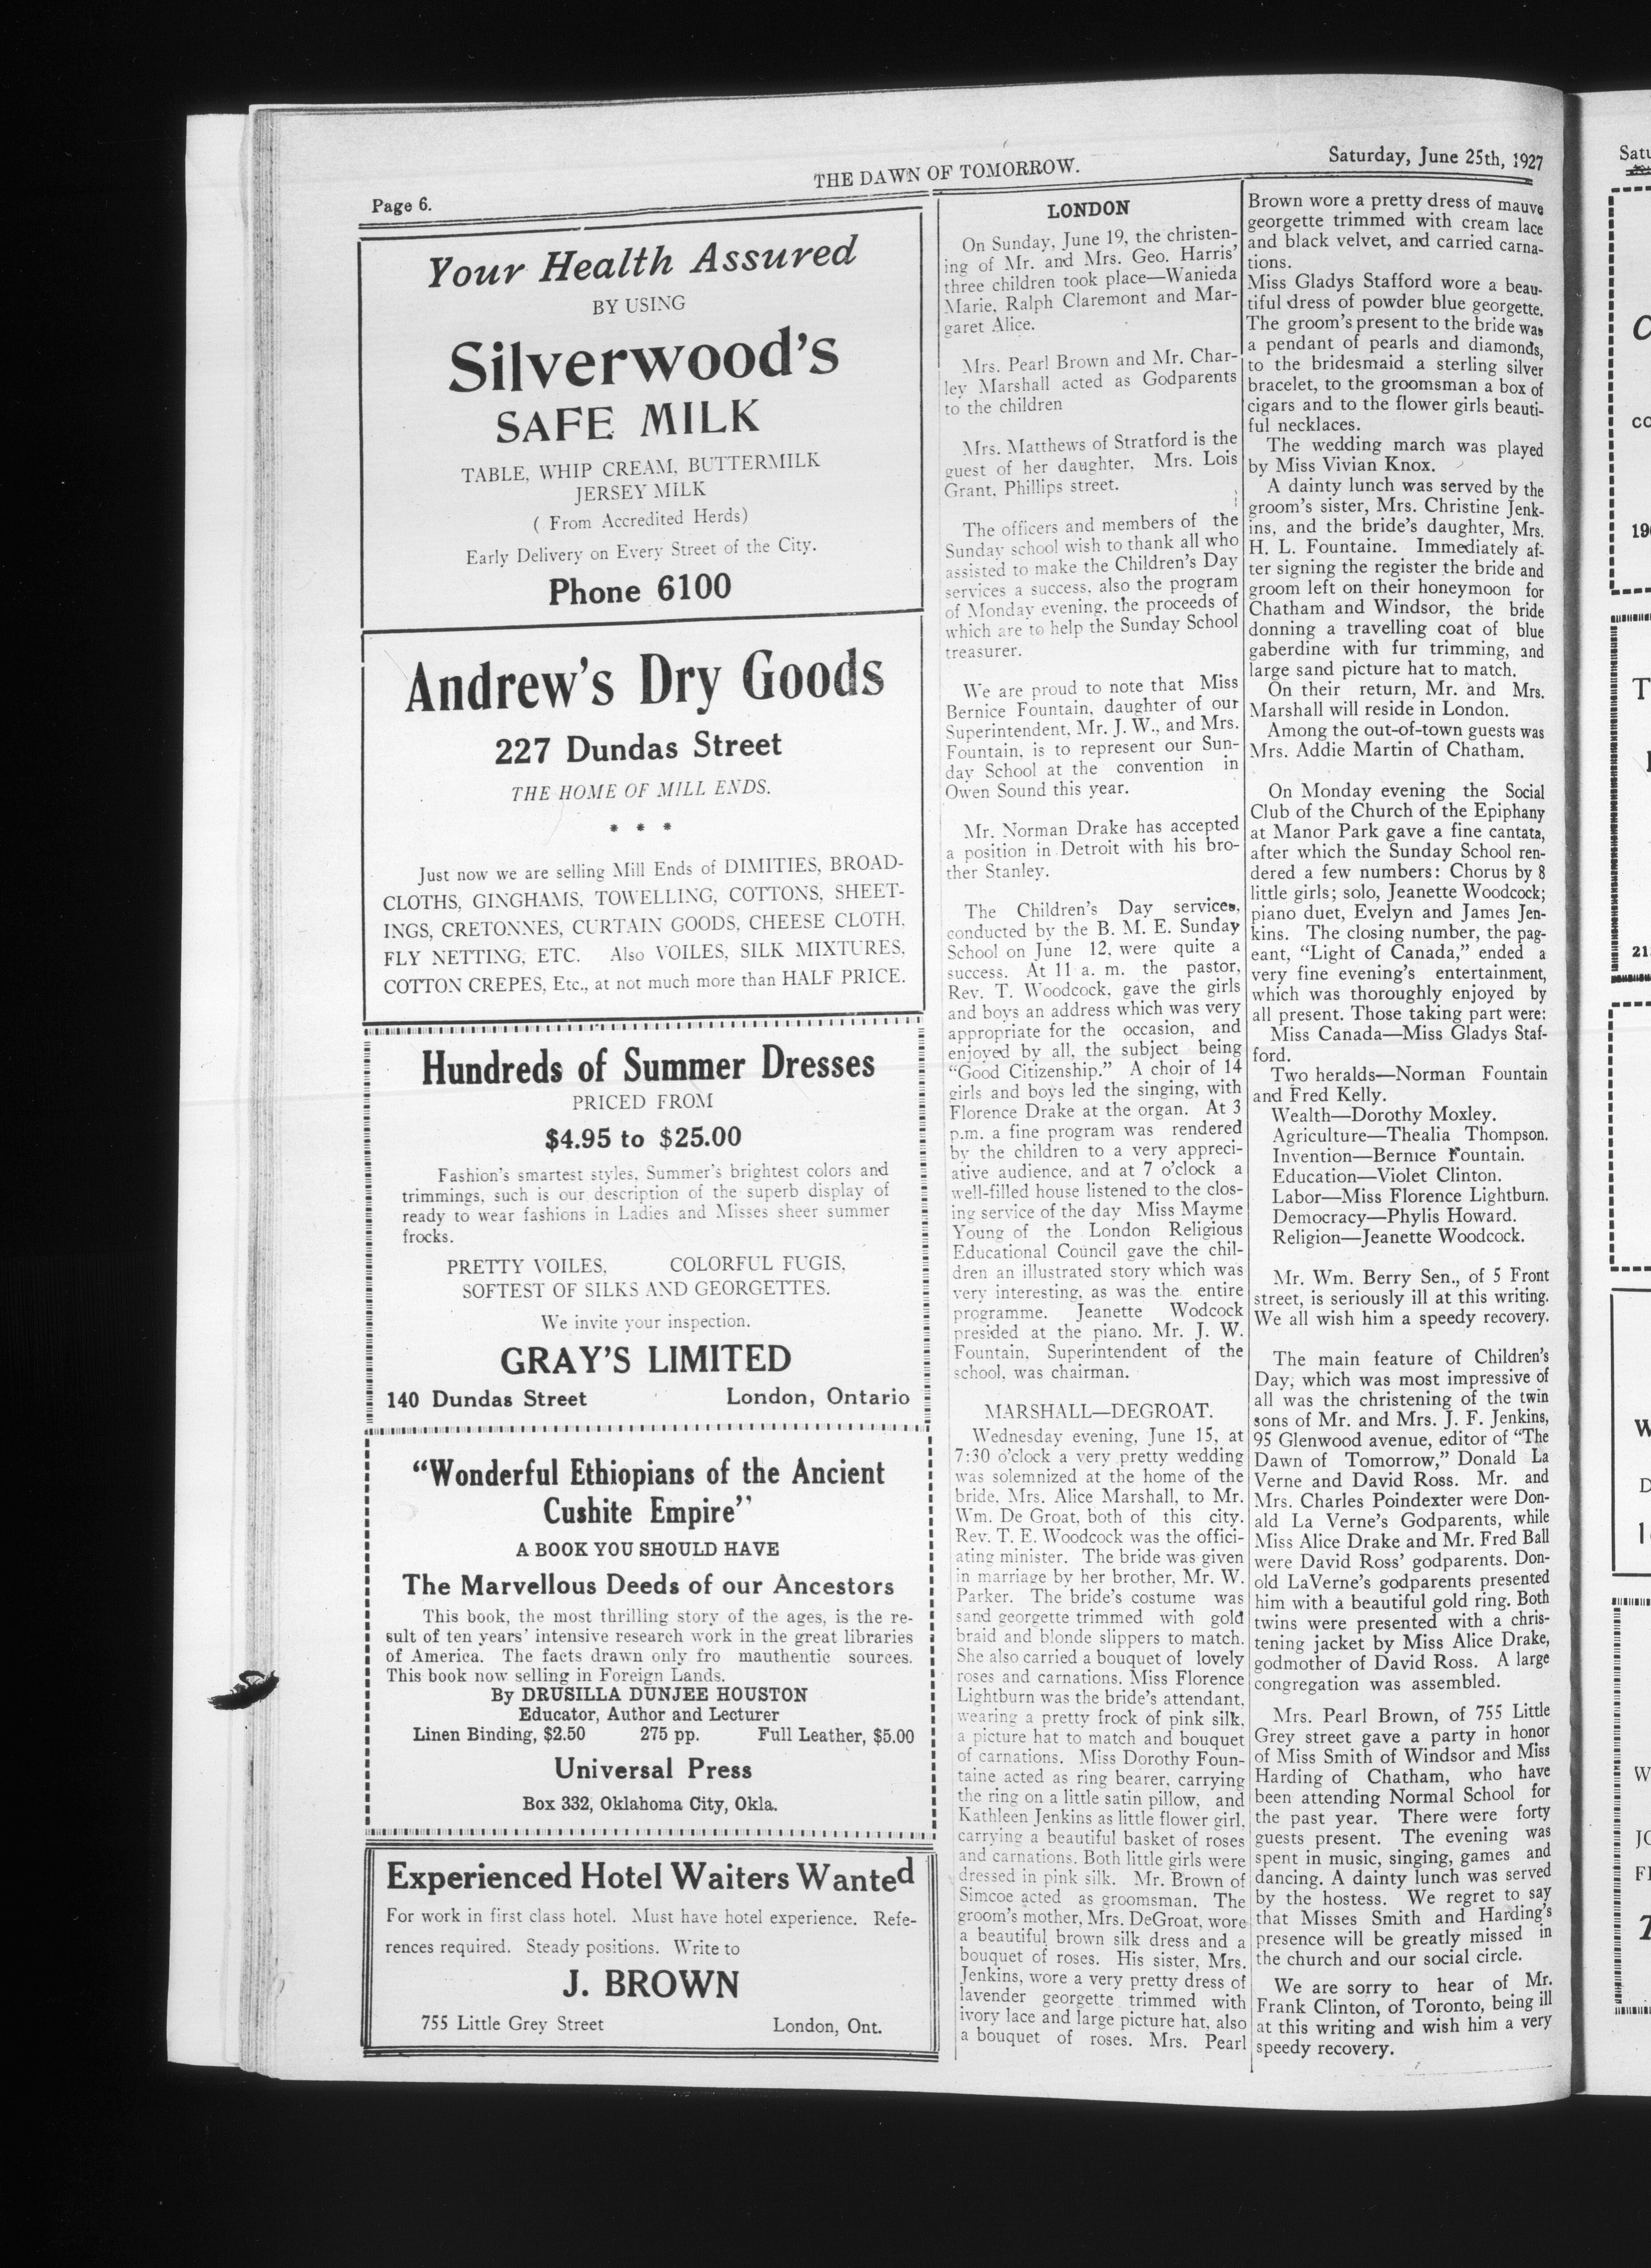 Page 6.
THE DAWN OF TOMORROW.
Saturday, June 25th, 1927
Your Health Assured
BY USING
Silverwood's
SAFE MILK
TABLE, WHIP CREAM, BUTTERMILK
JERSEY MILK
( From Accredited Herds)
Early Delivery on Every Street of the City.
Phone 6100
Andrew's Dry Goods
227 Dundas Street
THE HOME OF MILL ENDS.
* * *
Just now we are selling Mill Ends of DIMITIES, BROAD-
CLOTHS, GINGHAMS, TOWELLING, COTTONS, SHEET-
INGS, CRETONNES, CURTAIN GOODS, CHEESE CLOTH,
FLY NETTING, ETC. Also VOILES, SILK MIXTURES,
COTTON CREPES, Etc., at not much more than HALF PRICE.
Hundreds of Summer Dresses
PRICED FROM
$4.95 to $25.00
Fashion's smartest styles, Summer's brightest colors and
trimmings, such is our description of the superb display of
ready to wear fashions in Ladies and Misses sheer summer
frocks.
PRETTY VOILES, COLORFUL FUGIS,
SOFTEST OF SILKS AND GEORGETTES.
We invite your inspection.
GRAY'S LIMITED
140 Dundas Street London, Ontario
"Wonderful Ethiopians of the Ancient
Cushite Empire"
A BOOK YOU SHOULD HAVE
The Marvellous Deeds of our Ancestors
This book, the most thrilling story of the ages, is the re-
sult of ten years' intensive research work in the great libraries
of America. The facts drawn only fro mauthentic sources.
This book now selling in Foreign Lands.
By DRUSILLA DUNJEE HOUSTON
Educator, Author and Lecturer
Linen Binding, $2.50 275 pp. Full Leather, $5.00
Universal Press
Box 332, Oklahoma City, Okla.
Experienced Hotel Waiters Wanted
For work in first class hotel. Must have hotel experience. Refe-
rences required. Steady positions. Write to
J. BROWN
755 Little Grey Street London, Ont.
LONDON
On Sunday, June 19, the christen-
ing of Mr. and Mrs. Geo. Harris'
three children took place—Wanieda
Marie, Ralph Claremont and Mar-
garet Alice.
Mrs. Pearl Brown and Mr. Char-
ley Marshall acted as Godparents
to the children
Mrs. Matthews of Stratford is the
guest of her daughter, Mrs. Lois
Grant, Phillips street.
The officers and members of the
Sunday school wish to thank all who
assisted to make the Children's Day
services a success, also the program
of Monday evening, the proceeds of
which are to help the Sunday School
treasurer.
We are proud to note that Miss
Bernice Fountain, daughter of our
Superintendent, Mr. J. W., and Mrs.
Fountain, is to represent our Sun-
day School at the convention in
Owen Sound this year.
Mr. Norman Drake has accepted
a position in Detroit with his bro-
ther Stanley.
The Children's Day services,
conducted by the B. M. E. Sunday
School on June 12, were quite a
success. At 11 a. m. the pastor,
Rev. T. Woodcock, gave the girls
and boys an address which was very
appropriate for the occasion, and
enjoyed by all, the subject being
"Good Citizenship." A choir of 14
girls and boys led the singing, with
Florence Drake at the organ. At 3
p.m. a fine program was rendered
by the children to a very appreci-
ative audience, and at 7 o'clock a
well-filled house listened to the clos-
ing service of the day Miss Mayme
Young of the London Religious
Educational Council gave the chil-
dren an illustrated story which was
very interesting, as was the entire
programme. Jeanette Wodcock
presided at the piano. Mr. J. W.
Fountain, Superintendent of the
school, was chairman.
MARSHALL—DEGROAT.
Wednesday evening, June 15, at
7:30 o'clock a very pretty wedding
was solemnized at the home of the
bride, Mrs. Alice Marshall, to Mr.
Wm. De Groat, both of this city.
Rev. T. E. Woodcock was the offici-
ating minister. The bride was given
in marriage by her brother, Mr. W.
Parker. The bride's costume was
sand georgette trimmed with gold
braid and blonde slippers to match.
She also carried a bouquet of lovely
roses and carnations. Miss Florence
Lightburn was the bride's attendant,
wearing a pretty frock of pink silk,
a picture hat to match and bouquet
of carnations. Miss Dorothy Foun-
taine acted as ring bearer, carrying
the ring on a little satin pillow, and
Kathleen Jenkins as little flower girl,
carrying a beautiful basket of roses
and carnations. Both little girls were
dressed in pink silk. Mr. Brown of
Simcoe acted as groomsman. The
groom's mother, Mrs. DeGroat, wore
a beautiful brown silk dress and a
bouquet of roses. His sister, Mrs.
Jenkins, wore a very pretty dress of
lavender georgette trimmed with
ivory lace and large picture hat, also
a bouquet of roses. Mrs. Pearl
Brown wore a pretty dress of mauve
georgette trimmed with cream lace
and black velvet, and carried carna-
tions.
Miss Gladys Stafford wore a beau-
tiful dress of powder blue georgette.
The groom's present to the bride was
a pendant of pearls and diamonds,
to the bridesmaid a sterling silver
bracelet, to the groomsman a box of
cigars and to the flower girls beauti-
ful necklaces.
The wedding march was played
by Miss Vivian Knox.
A dainty lunch was served by the
groom's sister, Mrs. Christine Jenk-
ins, and the bride's daughter, Mrs.
H. L. Fountaine. Immediately af-
ter signing the register the bride and
groom left on their honeymoon for
Chatham and Windsor, the bride
donning a travelling coat of blue
gaberdine with fur trimming, and
large sand picture hat to match.
On their return, Mr. and Mrs.
Marshall will reside in London.
Among the out-of-town guests was
Mrs. Addie Martin of Chatham.
On Monday evening the Social
Club of the Church of the Epiphany
at Manor Park gave a fine cantata,
after which the Sunday School ren-
dered a few numbers: Chorus by 8
little girls; solo, Jeanette Woodcock;
piano duet, Evelyn and James Jen-
kins. The closing number, the pag-
eant, "Light of Canada," ended a
very fine evening's entertainment,
which was thoroughly enjoyed by
all present. Those taking part were:
Miss Canada—Miss Gladys Staf-
ford.
Two heralds—Norman Fountain
and Fred Kelly.
Wealth—Dorothy Moxley.
Agriculture—Thealia Thompson.
Invention—Bernice Fountain.
Education—Violet Clinton.
Labor—Miss Florence Lightburn.
Democracy—Phylis Howard.
Religion—Jeanette Woodcock.
Mr. Wm. Berry Sen., of 5 Front
street, is seriously ill at this writing.
We all wish him a speedy recovery.
The main feature of Children's
Day, which was most impressive of
all was the christening of the twin
sons of Mr. and Mrs. J. F. Jenkins,
95 Glenwood avenue, editor of "The
Dawn of Tomorrow," Donald La
Verne and David Ross. Mr. and
Mrs. Charles Poindexter were Don-
ald La Verne's Godparents, while
Miss Alice Drake and Mr. Fred Ball
were David Ross' godparents. Don-
old LaVerne's godparents presented
him with a beautiful gold ring. Both
twins were presented with a chris-
tening jacket by Miss Alice Drake,
godmother of David Ross. A large
congregation was assembled.
Mrs. Pearl Brown, of 755 Little
Grey street gave a party in honor
of Miss Smith of Windsor and Miss
Harding of Chatham, who have
been attending Normal School for
the past year. There were forty
guests present. The evening was
spent in music, singing, games and
dancing. A dainty lunch was served
by the hostess. We regret to say
that Misses Smith and Harding's
presence will be greatly missed in
the church and our social circle.
We are sorry to hear of Mr.
Frank Clinton, of Toronto, being ill
at this writing and wish him a very
speedy recovery.